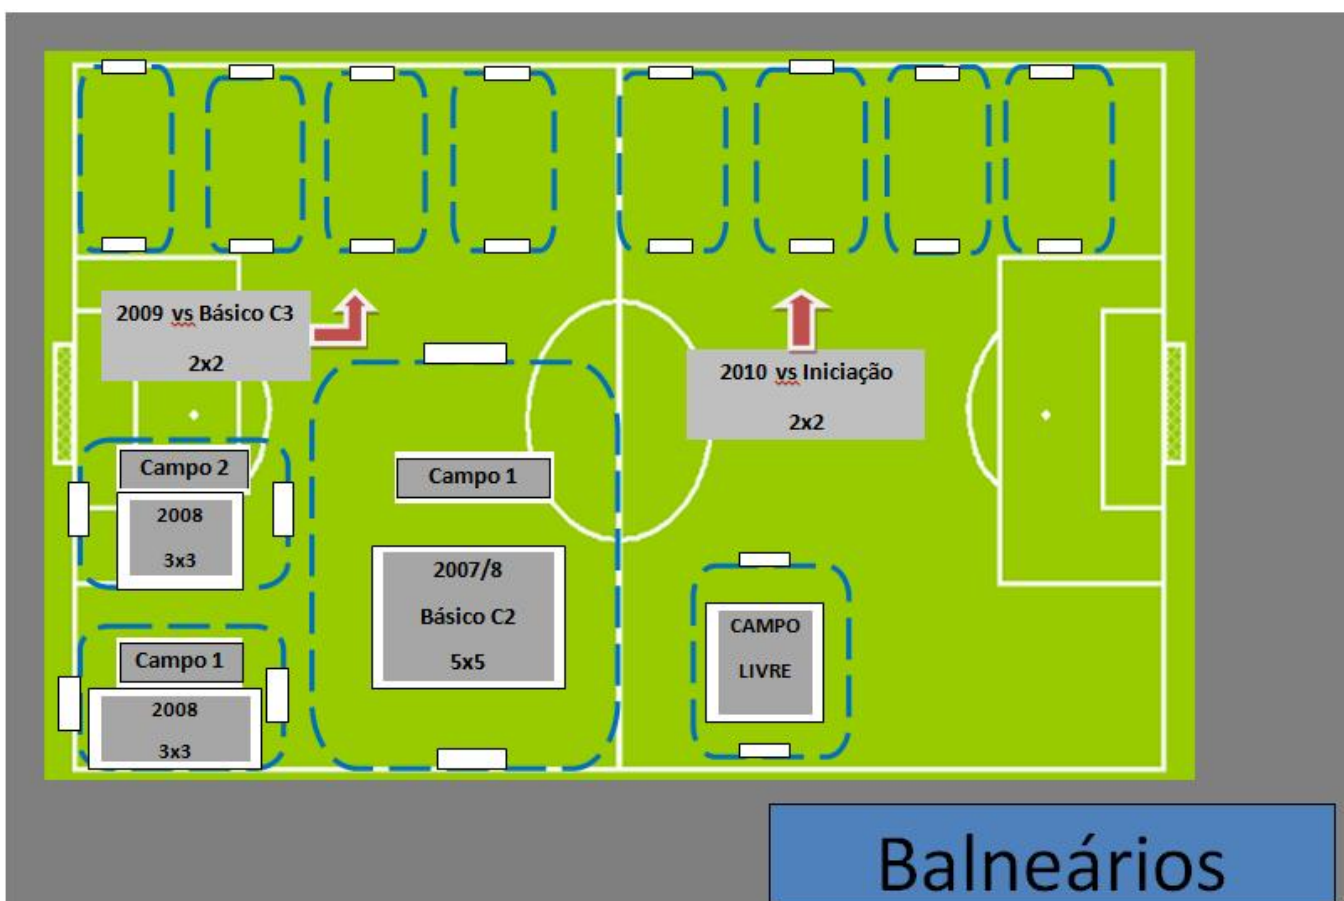 2009 vs Básico C3
2x2
2010 vs Iniciação
2x2
Campo 2
2008
3x3
Campo 1
2007/8
Básico C2
5x5
Campo 1
2008
3x3
CAMPO
LIVRE
Balneários